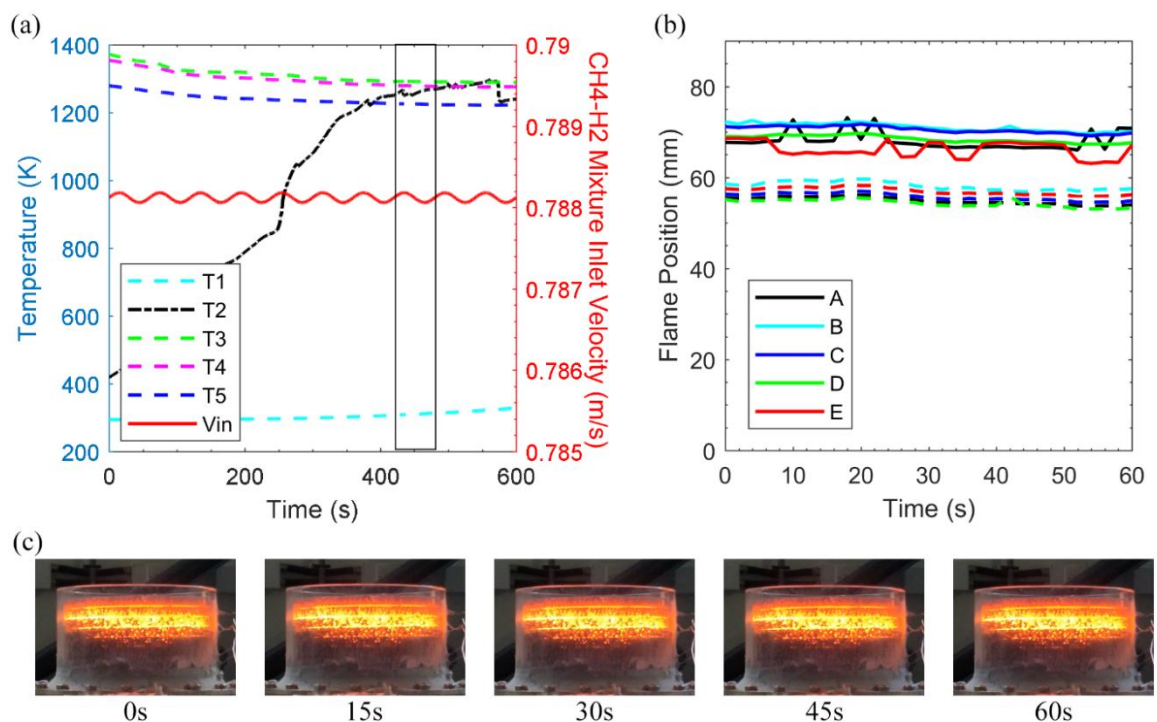 (a)
1400
1200
1000
800
600
400
200
Temperature (K)
0
200
400
600
Time (s)
T1
T2
T3
T4
T5
Vin
0.79
0.789
0.788
0.787
0.786
0.785
CH4-H2 Mixture Inlet Velocity (m/s)
(b)
80
60
40
20
0
Flame Position (mm)
0
10
20
30
40
50
60
Time (s)
A
B
C
D
E
(c)
0s
15s
30s
45s
60s